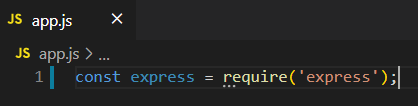 JS app.js ×
JS app.js > ...
1 const express = require('express');